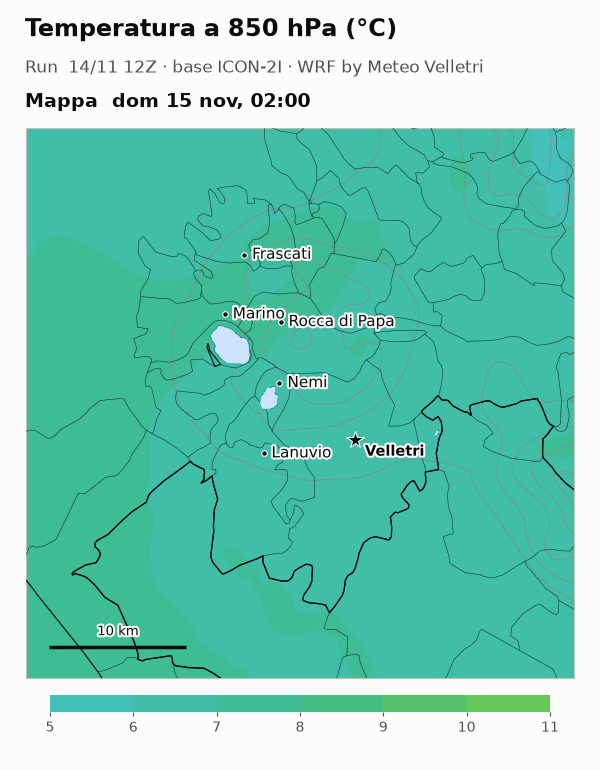 Temperatura a 850 hPa (°C)
Run  14/11 12Z · base ICON-2I · WRF by Meteo Velletri
Mappa  dom 15 nov, 02:00
Frascati
Marino
Rocca di Papa
Nemi
Velletri
Lanuvio
10 km
5 6 7 8 9 10 11